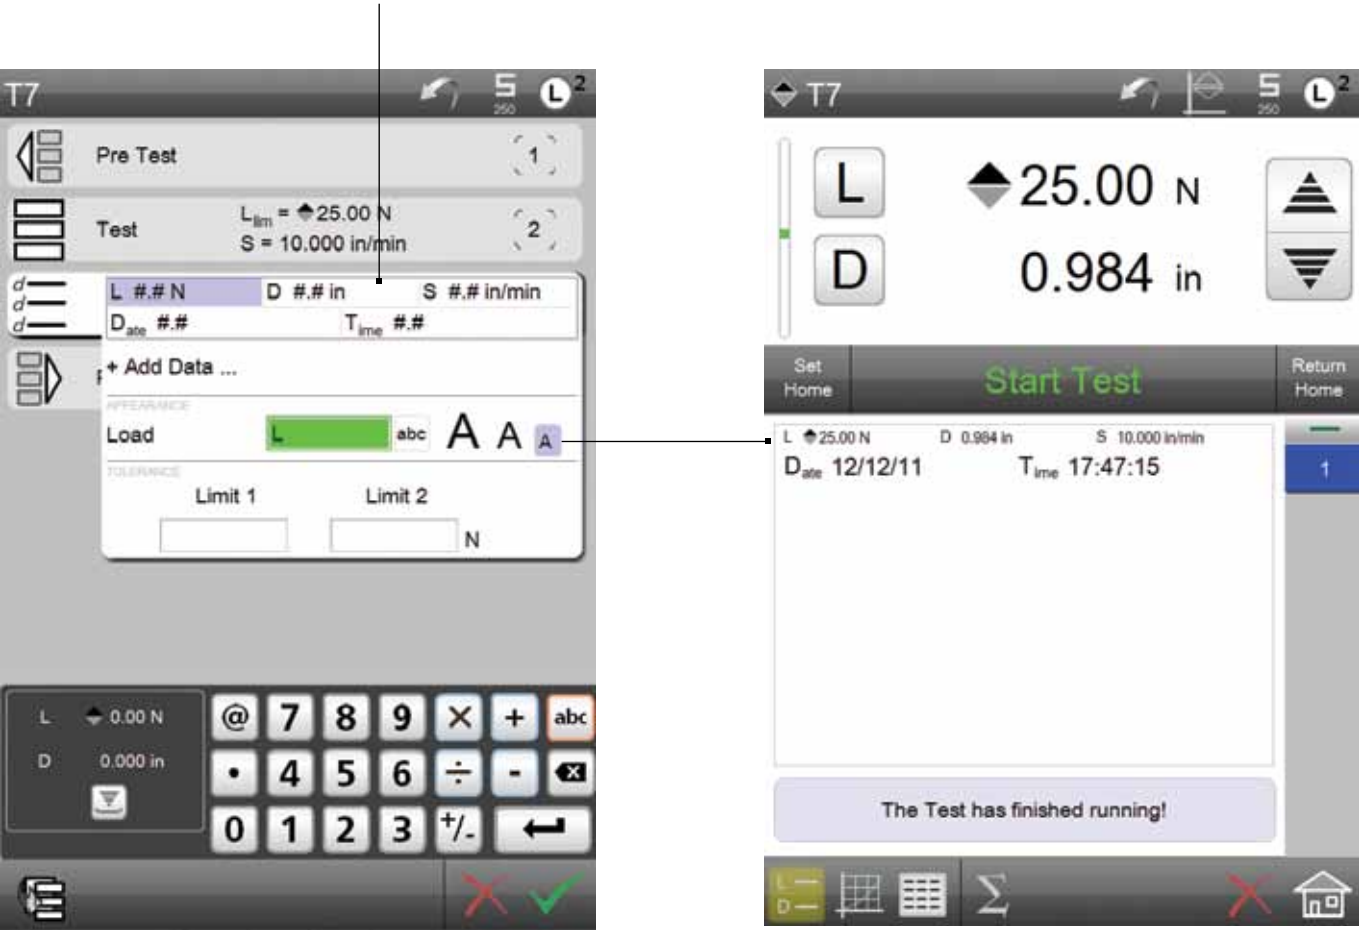 T7
5
250
L 2
Pre Test
1
Test
Llim = 25.00 N
S = 10.000 in/min
2
d
d
d
L #.# N D #.# in S #.# in/min
Date #.# Time #.#
+ Add Data ...
APPEARANCE
Load L abc A A A
TOLERANCE
Limit 1 Limit 2
N
L 0.00 N
D 0.000 in
@ 7 8 9 × + abc
• 4 5 6 ÷ -
0 1 2 3 +/-
T7
5
250
L 2
L 25.00 N
D 0.984 in
Set Home
Start Test
Return Home
L 25.00 N D 0.984 in S 10.000 in/min
Date 12/12/11 Time 17:47:15
1
The Test has finished running!
L
D
Σ